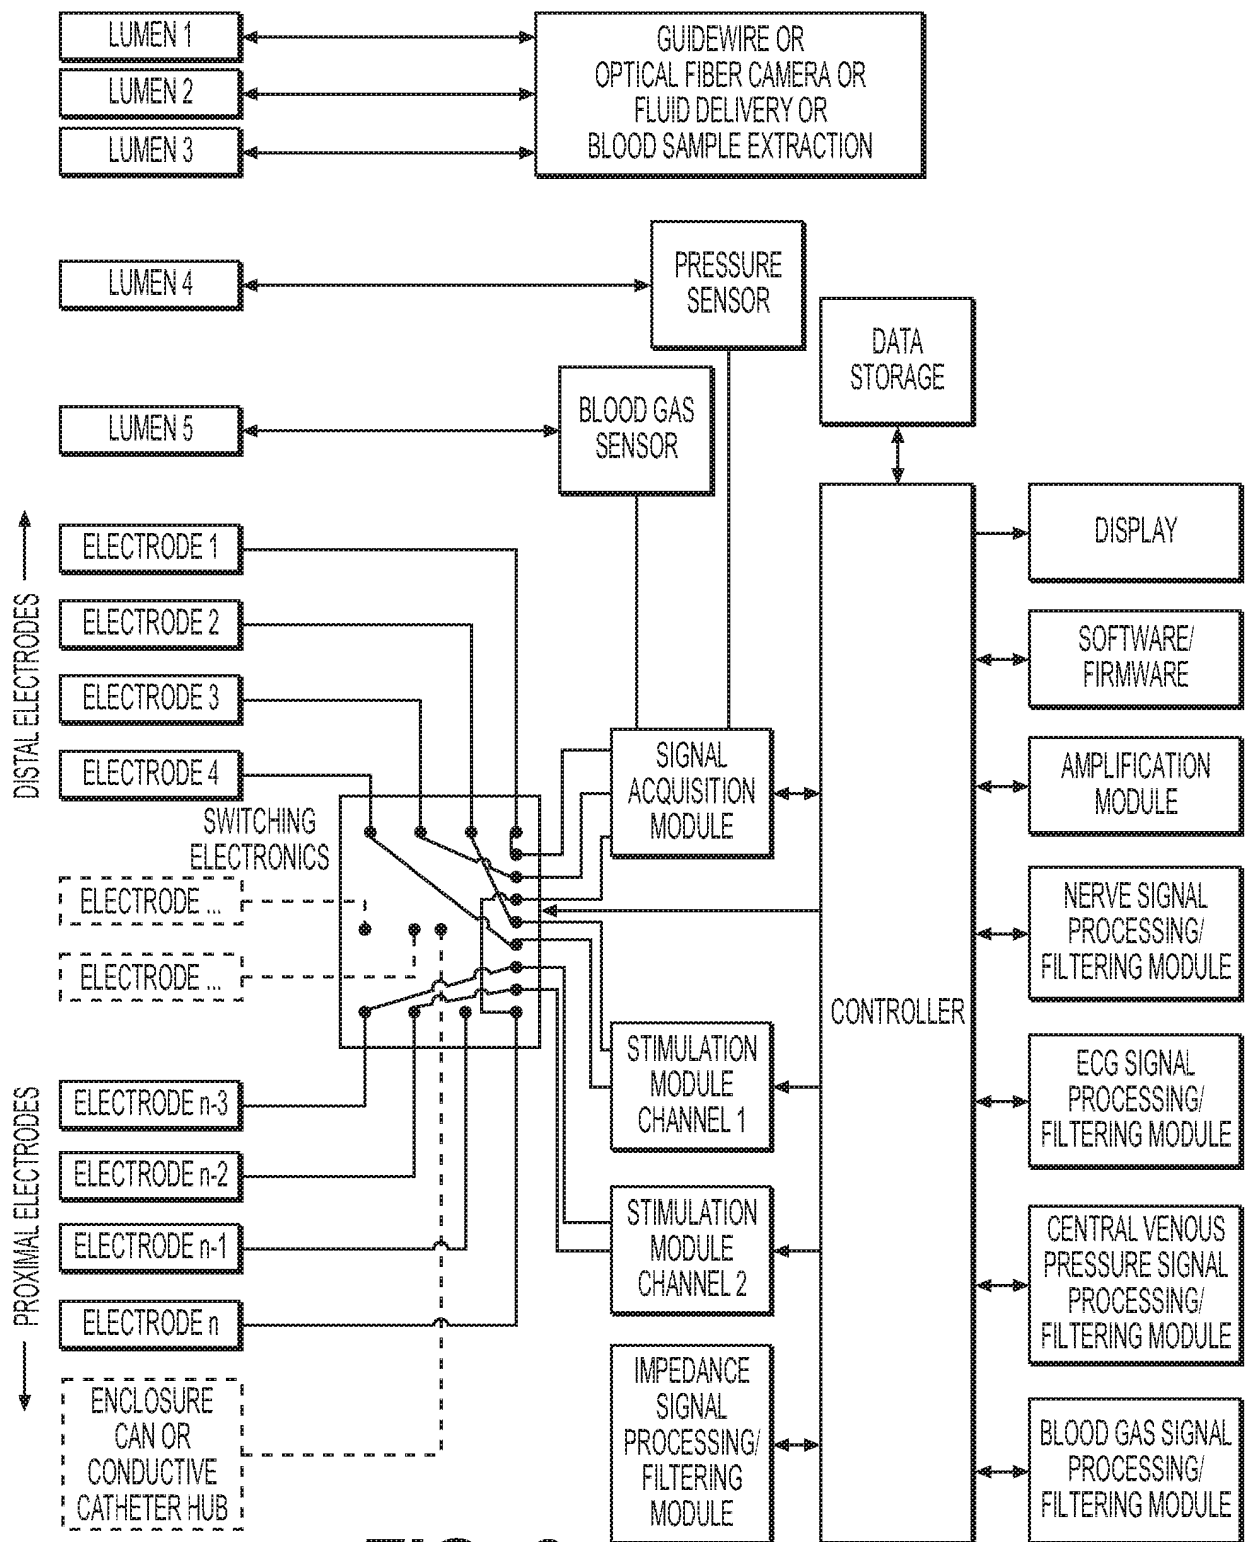 LUMEN 1
LUMEN 2
LUMEN 3
GUIDEWIRE OR
OPTICAL FIBER CAMERA OR
FLUID DELIVERY OR
BLOOD SAMPLE EXTRACTION
LUMEN 4
PRESSURE
SENSOR
DATA
STORAGE
LUMEN 5
BLOOD GAS
SENSOR
DISTAL ELECTRODES
ELECTRODE 1
ELECTRODE 2
ELECTRODE 3
ELECTRODE 4
SWITCHING
ELECTRONICS
ELECTRODE ...
ELECTRODE ...
PROXIMAL ELECTRODES
ELECTRODE n-3
ELECTRODE n-2
ELECTRODE n-1
ELECTRODE n
ENCLOSURE
CAN OR
CONDUCTIVE
CATHETER HUB
SIGNAL
ACQUISITION
MODULE
STIMULATION
MODULE
CHANNEL 1
STIMULATION
MODULE
CHANNEL 2
IMPEDANCE
SIGNAL
PROCESSING/
FILTERING
MODULE
CONTROLLER
DISPLAY
SOFTWARE/
FIRMWARE
AMPLIFICATION
MODULE
NERVE SIGNAL
PROCESSING/
FILTERING MODULE
ECG SIGNAL
PROCESSING/
FILTERING MODULE
CENTRAL VENOUS
PRESSURE SIGNAL
PROCESSING/
FILTERING MODULE
BLOOD GAS SIGNAL
PROCESSING/
FILTERING MODULE